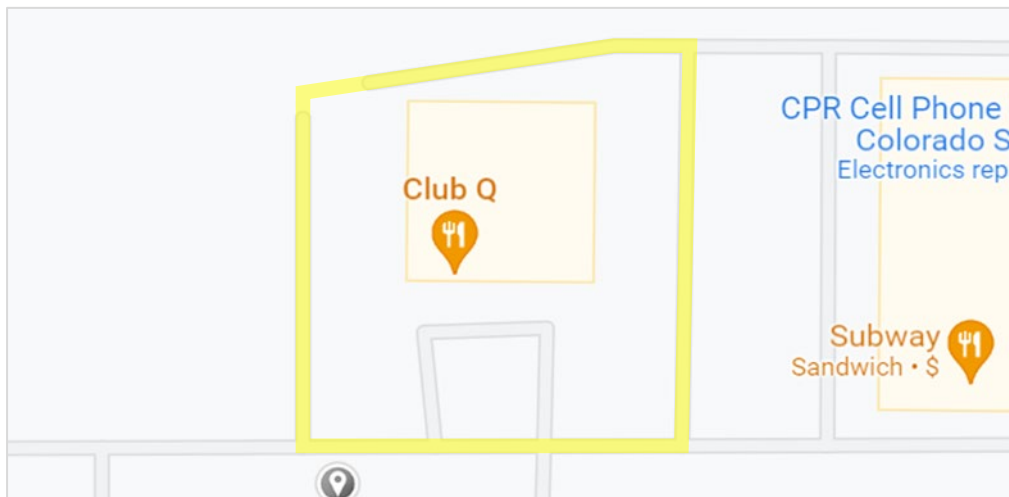 CPR Cell Phone
Colorado S
Electronics rep
Club Q
Subway
Sandwich • $